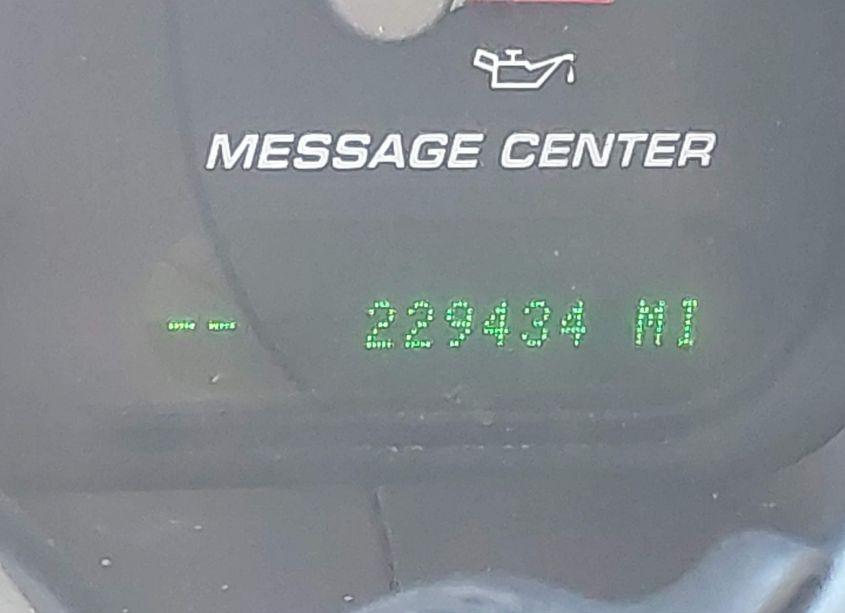 MESSAGE CENTER
-- 229434 MI